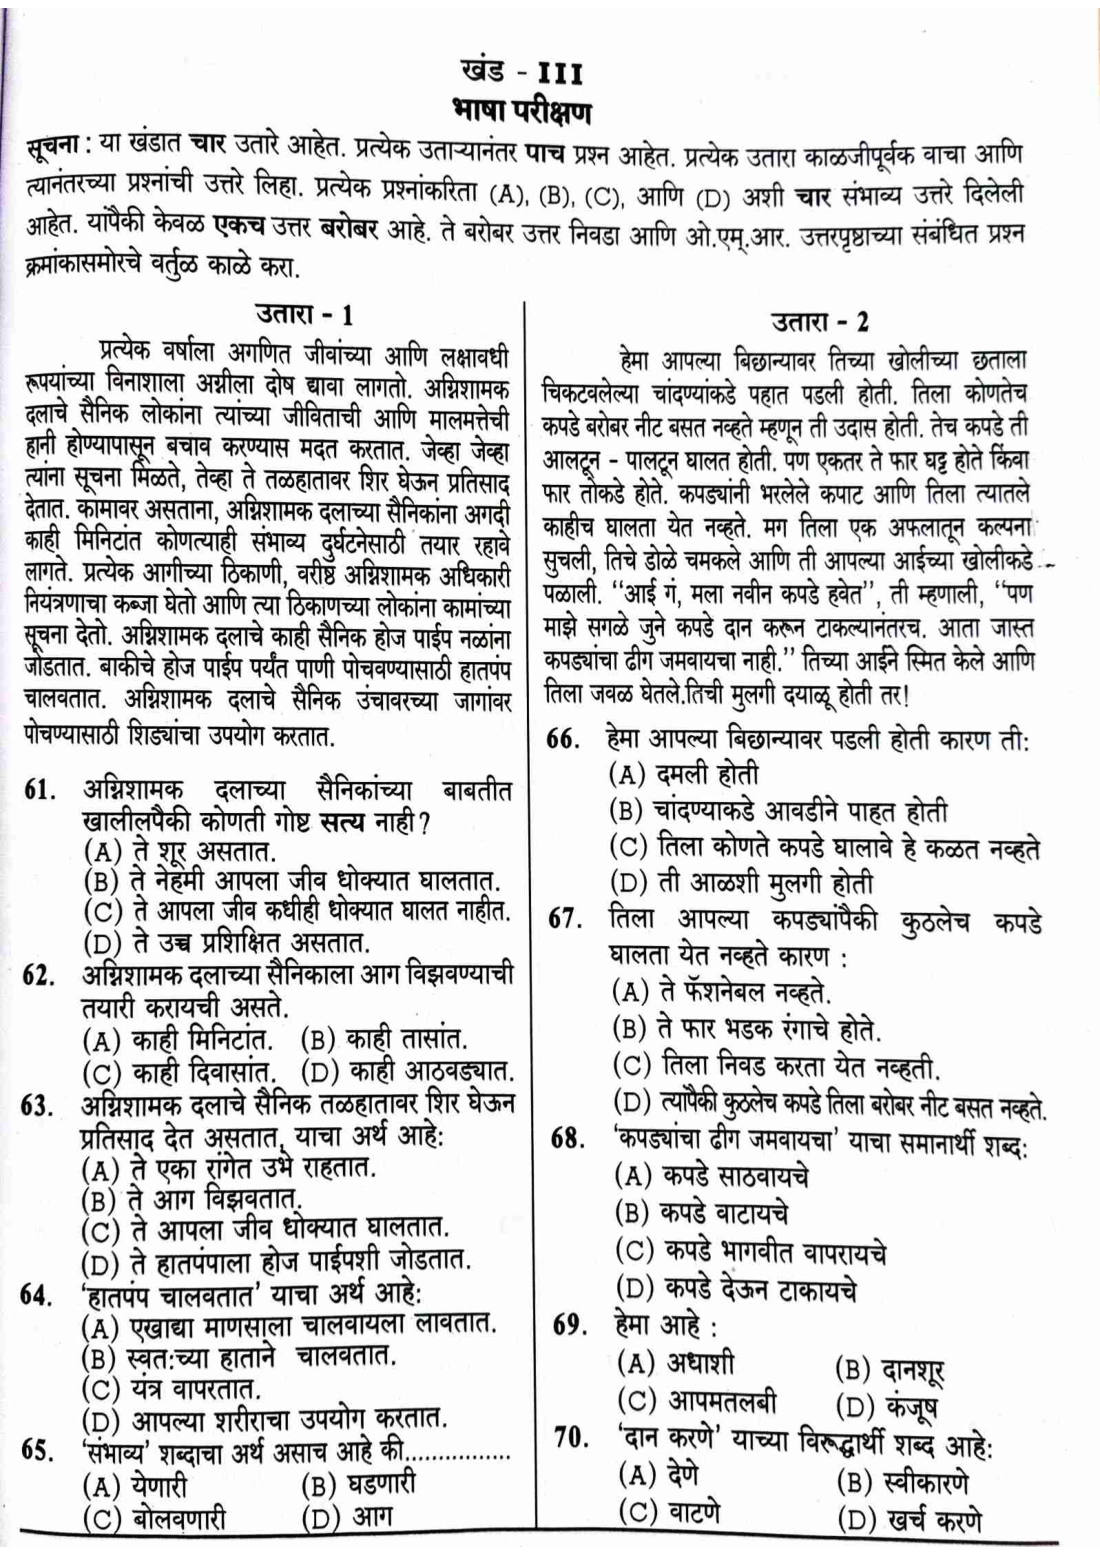 खंड - III
भाषा परीक्षण
सूचना : या खंडात चार उतारे आहेत. प्रत्येक उताऱ्यानंतर पाच प्रश्न आहेत. प्रत्येक उतारा काळजीपूर्वक वाचा आणि
त्यानंतरच्या प्रश्नांची उत्तरे लिहा. प्रत्येक प्रश्नांकरिता (A), (B), (C), आणि (D) अशी चार संभाव्य उत्तरे दिलेली
आहेत. यांपैकी केवळ एकच उत्तर बरोबर आहे. ते बरोबर उत्तर निवडा आणि ओ.एम्.आर. उत्तरपृष्ठाच्या संबंधित प्रश्न
क्रमांकासमोरचे वर्तुळ काळे करा.
उतारा - 1
प्रत्येक वर्षाला अगणित जीवांच्या आणि लक्षावधी
रूपयांच्या विनाशाला अग्नीला दोष द्यावा लागतो. अग्निशामक
दलाचे सैनिक लोकांना त्यांच्या जीविताची आणि मालमत्तेची
हानी होण्यापासून बचाव करण्यास मदत करतात. जेव्हा जेव्हा
त्यांना सूचना मिळते, तेव्हा ते तळहातावर शिर घेऊन प्रतिसाद
देतात. कामावर असताना, अग्निशामक दलाच्या सैनिकांना अगदी
काही मिनिटांत कोणत्याही संभाव्य दुर्घटनेसाठी तयार रहावे
लागते. प्रत्येक आगीच्या ठिकाणी, वरीष्ठ अग्निशामक अधिकारी
नियंत्रणाचा कब्जा घेतो आणि त्या ठिकाणच्या लोकांना कामांच्या
सूचना देतो. अग्निशामक दलाचे काही सैनिक होज पाईप नळांना
जोडतात. बाकीचे होज पाईप पर्यंत पाणी पोचवण्यासाठी हातपंप
चालवतात. अग्निशामक दलाचे सैनिक उंचावरच्या जागांवर
पोचण्यासाठी शिड्यांचा उपयोग करतात.
61. अग्निशामक दलाच्या सैनिकांच्या बाबतीत
खालीलपैकी कोणती गोष्ट सत्य नाही?
(A) ते शूर असतात.
(B) ते नेहमी आपला जीव धोक्यात घालतात.
(C) ते आपला जीव कधीही धोक्यात घालत नाहीत.
(D) ते उच्च प्रशिक्षित असतात.
62. अग्निशामक दलाच्या सैनिकाला आग विझवण्याची
तयारी करायची असते.
(A) काही मिनिटांत. (B) काही तासांत.
(C) काही दिवासांत. (D) काही आठवड्यात.
63. अग्निशामक दलाचे सैनिक तळहातावर शिर घेऊन
प्रतिसाद देत असतात, याचा अर्थ आहे:
(A) ते एका रांगेत उभे राहतात.
(B) ते आग विझवतात.
(C) ते आपला जीव धोक्यात घालतात.
(D) ते हातपंपाला होज पाईपशी जोडतात.
64. 'हातपंप चालवतात' याचा अर्थ आहे:
(A) एखाद्या माणसाला चालवायला लावतात.
(B) स्वत:च्या हाताने चालवतात.
(C) यंत्र वापरतात.
(D) आपल्या शरीराचा उपयोग करतात.
65. 'संभाव्य' शब्दाचा अर्थ असाच आहे की................
(A) येणारी (B) घडणारी
(C) बोलवणारी (D) आग
उतारा - 2
हेमा आपल्या बिछान्यावर तिच्या खोलीच्या छताला
चिकटवलेल्या चांदण्यांकडे पहात पडली होती. तिला कोणतेच
कपडे बरोबर नीट बसत नव्हते म्हणून ती उदास होती. तेच कपडे ती
आलटून - पालटून घालत होती. पण एकतर ते फार घट्ट होते किंवा
फार तोकडे होते. कपड्यांनी भरलेले कपाट आणि तिला त्यातले
काहीच घालता येत नव्हते. मग तिला एक अफलातून कल्पना
सुचली, तिचे डोळे चमकले आणि ती आपल्या आईच्या खोलीकडे
पळाली. "आई गं, मला नवीन कपडे हवेत", ती म्हणाली, "पण
माझे सगळे जुने कपडे दान करून टाकल्यानंतरच. आता जास्त
कपड्यांचा ढीग जमवायचा नाही." तिच्या आईने स्मित केले आणि
तिला जवळ घेतले.तिची मुलगी दयाळू होती तर!
66. हेमा आपल्या बिछान्यावर पडली होती कारण ती:
(A) दमली होती
(B) चांदण्याकडे आवडीने पाहत होती
(C) तिला कोणते कपडे घालावे हे कळत नव्हते
(D) ती आळशी मुलगी होती
67. तिला आपल्या कपड्यांपैकी कुठलेच कपडे
घालता येत नव्हते कारण :
(A) ते फॅशनेबल नव्हते.
(B) ते फार भडक रंगाचे होते.
(C) तिला निवड करता येत नव्हती.
(D) त्यांपैकी कुठलेच कपडे तिला बरोबर नीट बसत नव्हते.
68. 'कपड्यांचा ढीग जमवायचा' याचा समानार्थी शब्द:
(A) कपडे साठवायचे
(B) कपडे वाटायचे
(C) कपडे भागवीत वापरायचे
(D) कपडे देऊन टाकायचे
69. हेमा आहे :
(A) अधाशी (B) दानशूर
(C) आपमतलबी (D) कंजूष
70. 'दान करणे' याच्या विरूद्धार्थी शब्द आहे:
(A) देणे (B) स्वीकारणे
(C) वाटणे (D) खर्च करणे